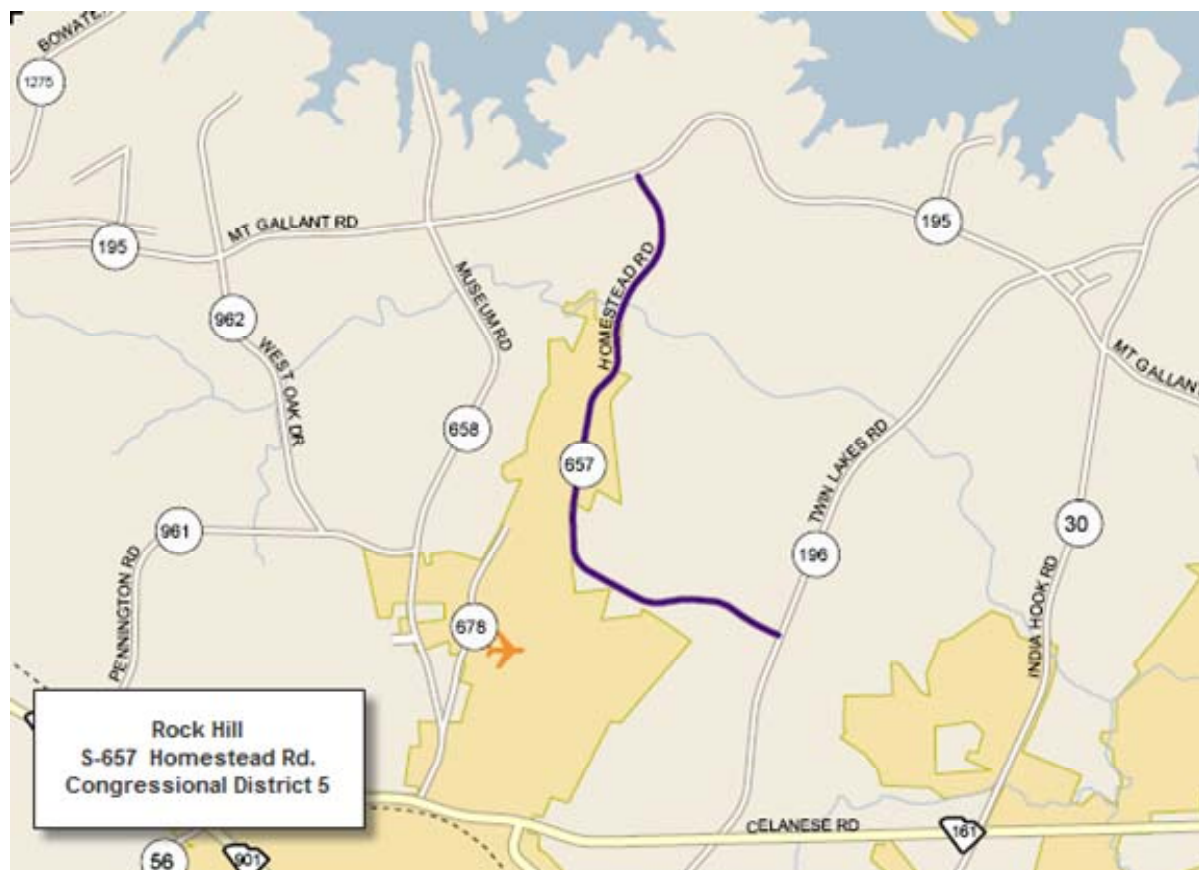 BOWATER
1275
195
MT GALLANT RD
962
WEST OAK DR
MUSEUM RD
658
HOMESTEAD RD
657
195
MT GALLANT
TWIN LAKES RD
196
30
INDIA HOOK RD
961
PENNINGTON RD
678
Rock Hill
S-657 Homestead Rd.
Congressional District 5
CELANESE RD
161
56
901